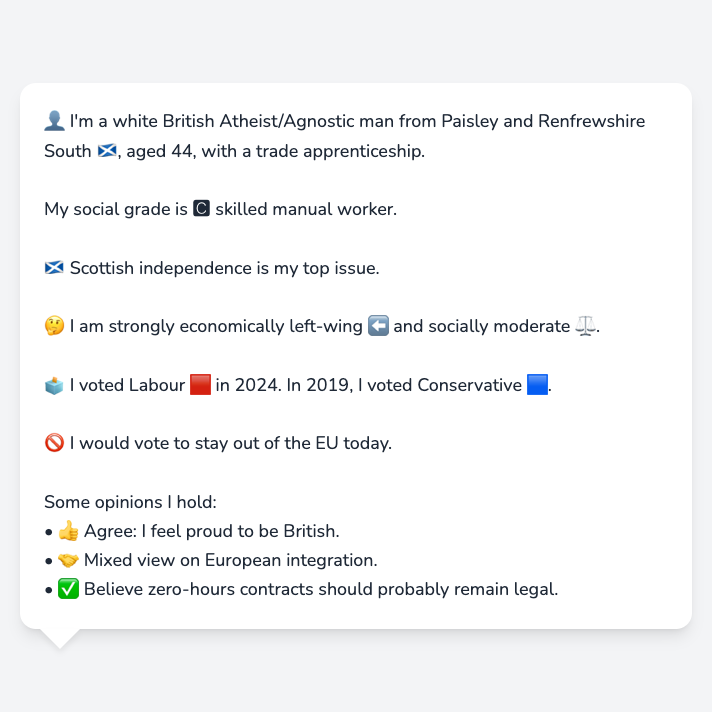 👤 I'm a white British Atheist/Agnostic man from Paisley and Renfrewshire
South 🏴󠁧󠁢󠁳󠁣󠁴󠁿, aged 44, with a trade apprenticeship.
My social grade is 🅲 skilled manual worker.
🏴󠁧󠁢󠁳󠁣󠁴󠁿 Scottish independence is my top issue.
🤔 I am strongly economically left-wing ⬅️ and socially moderate ⚖️.
🗳️ I voted Labour 🟥 in 2024. In 2019, I voted Conservative 🟦.
🚫 I would vote to stay out of the EU today.
Some opinions I hold:
• 👍 Agree: I feel proud to be British.
• 🤝 Mixed view on European integration.
• ✅ Believe zero-hours contracts should probably remain legal.